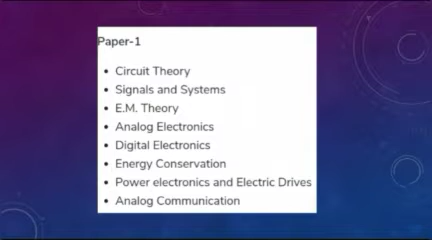 Paper-1
Circuit Theory
Signals and Systems
E.M. Theory
Analog Electronics
Digital Electronics
Energy Conservation
Power electronics and Electric Drives
Analog Communication